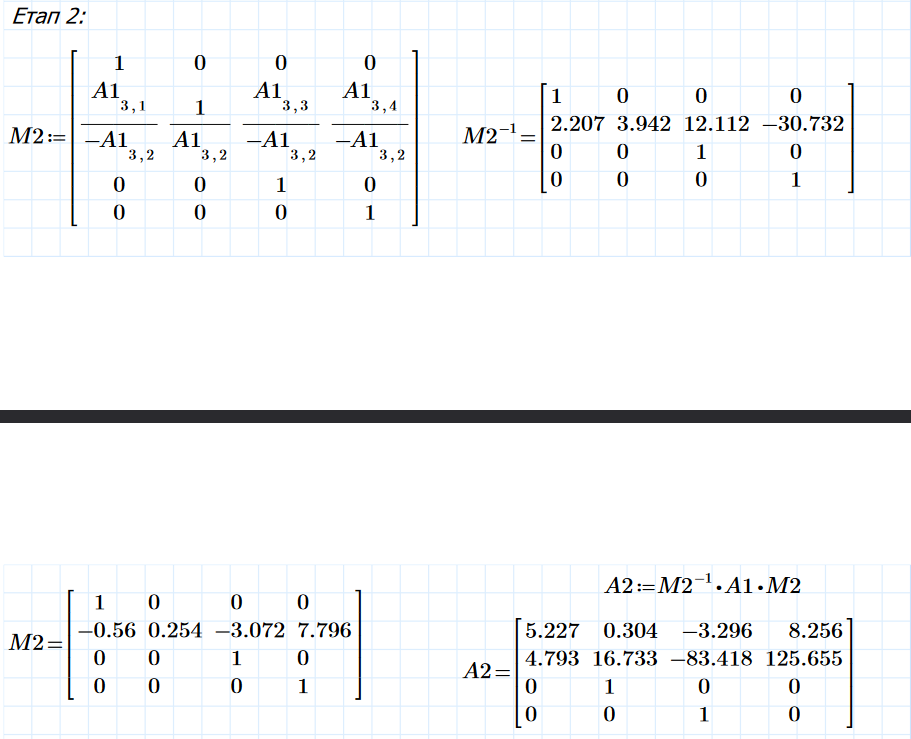 Етап 2:
1 0 0 0
M2:= A1 3,1 / −A1 3,2 1 / A1 3,2 A1 3,3 / −A1 3,2 A1 3,4 / −A1 3,2
0 0 1 0
0 0 0 1
1 0 0 0
M2⁻¹= 2.207 3.942 12.112 −30.732
0 0 1 0
0 0 0 1
1 0 0 0
M2= −0.56 0.254 −3.072 7.796
0 0 1 0
0 0 0 1
A2:=M2⁻¹·A1·M2
5.227 0.304 −3.296 8.256
A2= 4.793 16.733 −83.418 125.655
0 1 0 0
0 0 1 0